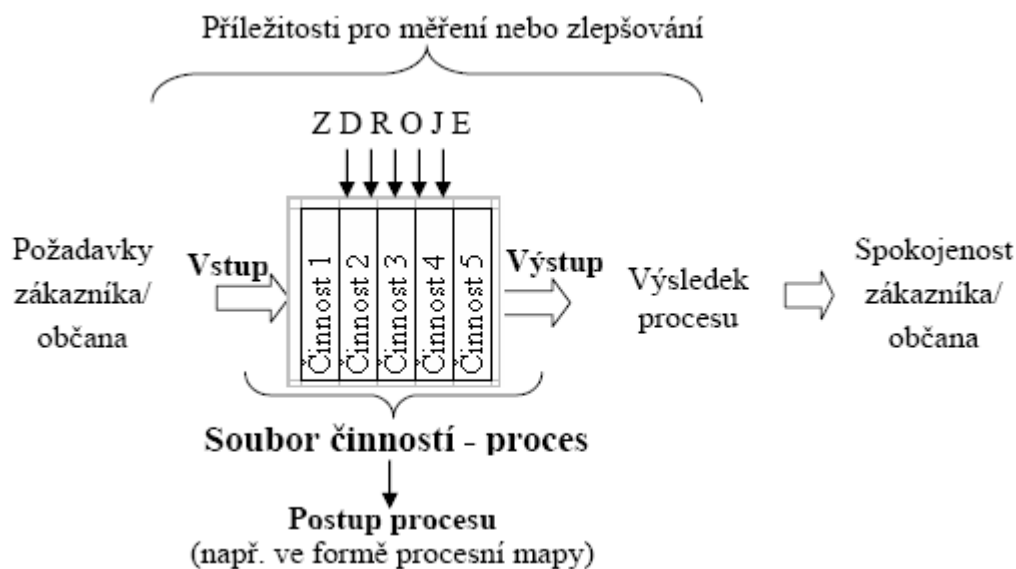 Příležitosti pro měření nebo zlepšování
Z D R O J E
Požadavky
zákazníka/
občana
Vstup
Činnost 1
Činnost 2
Činnost 3
Činnost 4
Činnost 5
Výstup
Výsledek
procesu
Spokojenost
zákazníka/
občana
Soubor činností - proces
Postup procesu
(např. ve formě procesní mapy)